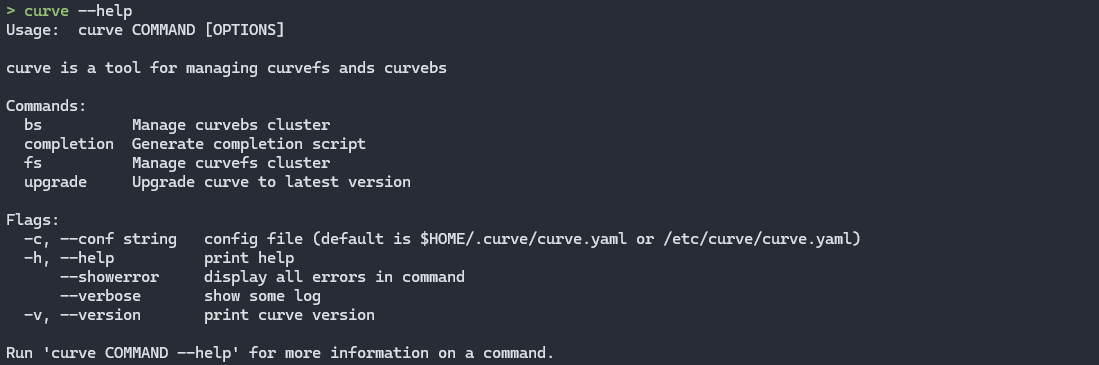 > curve --help
Usage:  curve COMMAND [OPTIONS]

curve is a tool for managing curvefs ands curvebs

Commands:
  bs          Manage curvebs cluster
  completion  Generate completion script
  fs          Manage curvefs cluster
  upgrade     Upgrade curve to latest version

Flags:
  -c, --conf string   config file (default is $HOME/.curve/curve.yaml or /etc/curve/curve.yaml)
  -h, --help          print help
      --showerror     display all errors in command
      --verbose       show some log
  -v, --version       print curve version

Run 'curve COMMAND --help' for more information on a command.